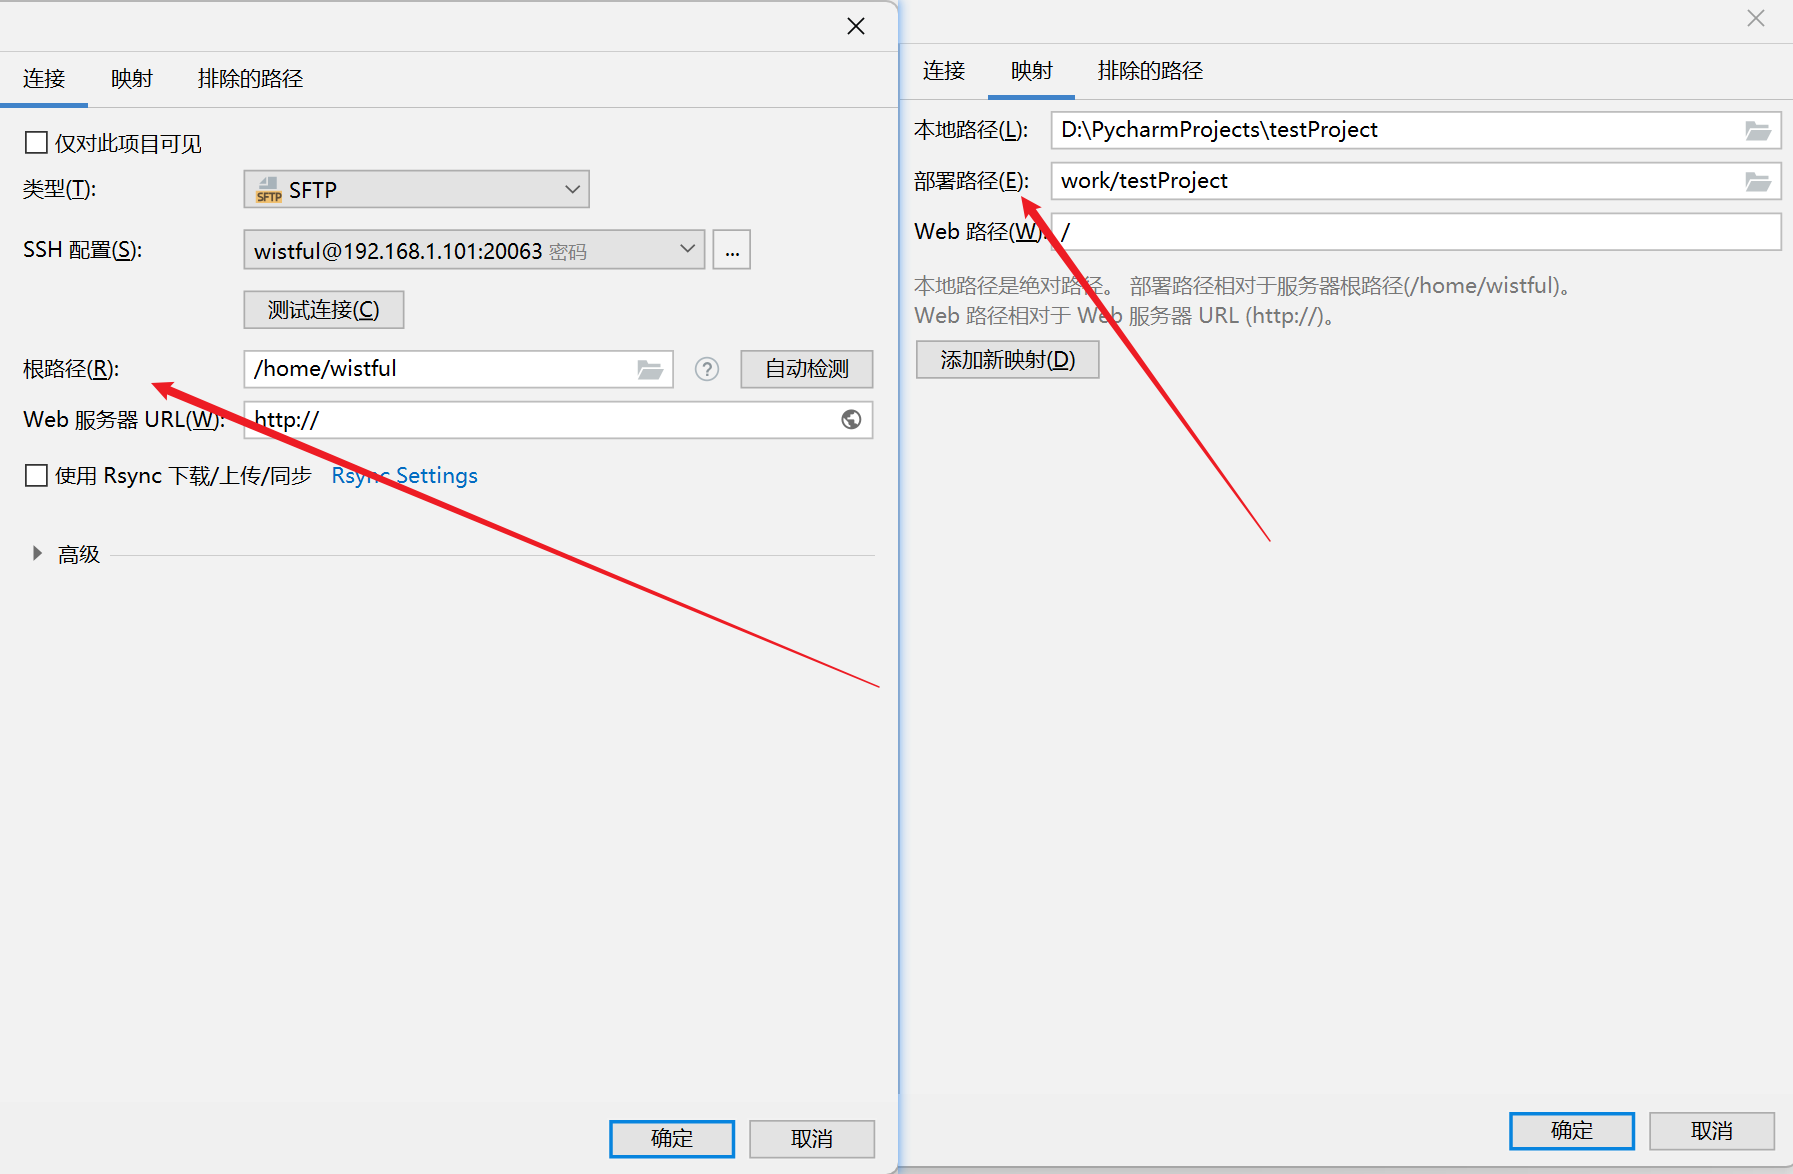 连接 映射 排除的路径
仅对此项目可见
类型(T): SFTP SFTP
SSH 配置(S): wistful@192.168.1.101:20063 密码 ...
测试连接(C)
根路径(R): /home/wistful ? 自动检测
Web 服务器 URL(W): http://
使用 Rsync 下载/上传/同步 Rsync Settings
高级
确定 取消
连接 映射 排除的路径
本地路径(L): D:\PycharmProjects\testProject
部署路径(E): work/testProject
Web 路径(W): /
本地路径是绝对路径。 部署路径相对于服务器根路径(/home/wistful)。
Web 路径相对于 Web 服务器 URL (http://)。
添加新映射(D)
确定 取消